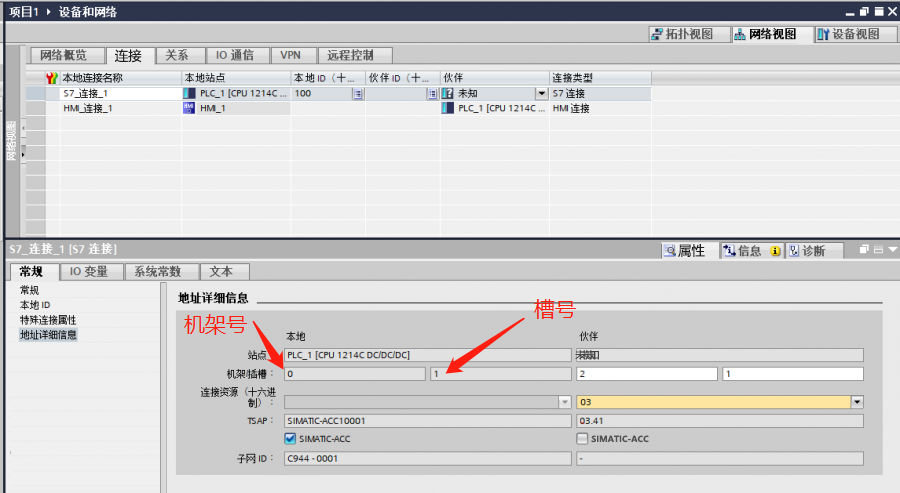 项目1 ▸ 设备和网络
拓扑视图 网络视图 设备视图
网络概览 连接 关系 IO 通信 VPN 远程控制
本地连接名称 本地站点 本地 ID（十... 伙伴 ID（十... 伙伴 连接类型
S7_连接_1 PLC_1 [CPU 1214C ... 100 未知 S7 连接
HMI_连接_1 HMI_1 PLC_1 [CPU 1214C ... HMI 连接
S7_连接_1 [S7 连接]
属性 信息 诊断
常规 IO 变量 系统常数 文本
常规
本地 ID
特殊连接属性
地址详细信息
地址详细信息
机架号
槽号
本地 伙伴
站点： PLC_1 [CPU 1214C DC/DC/DC] 未知
机架/插槽： 0 1 2 1
连接资源（十六进
制）： 03
TSAP： SIMATIC-ACC10001 03.41
SIMATIC-ACC SIMATIC-ACC
子网 ID： C944 - 0001 -